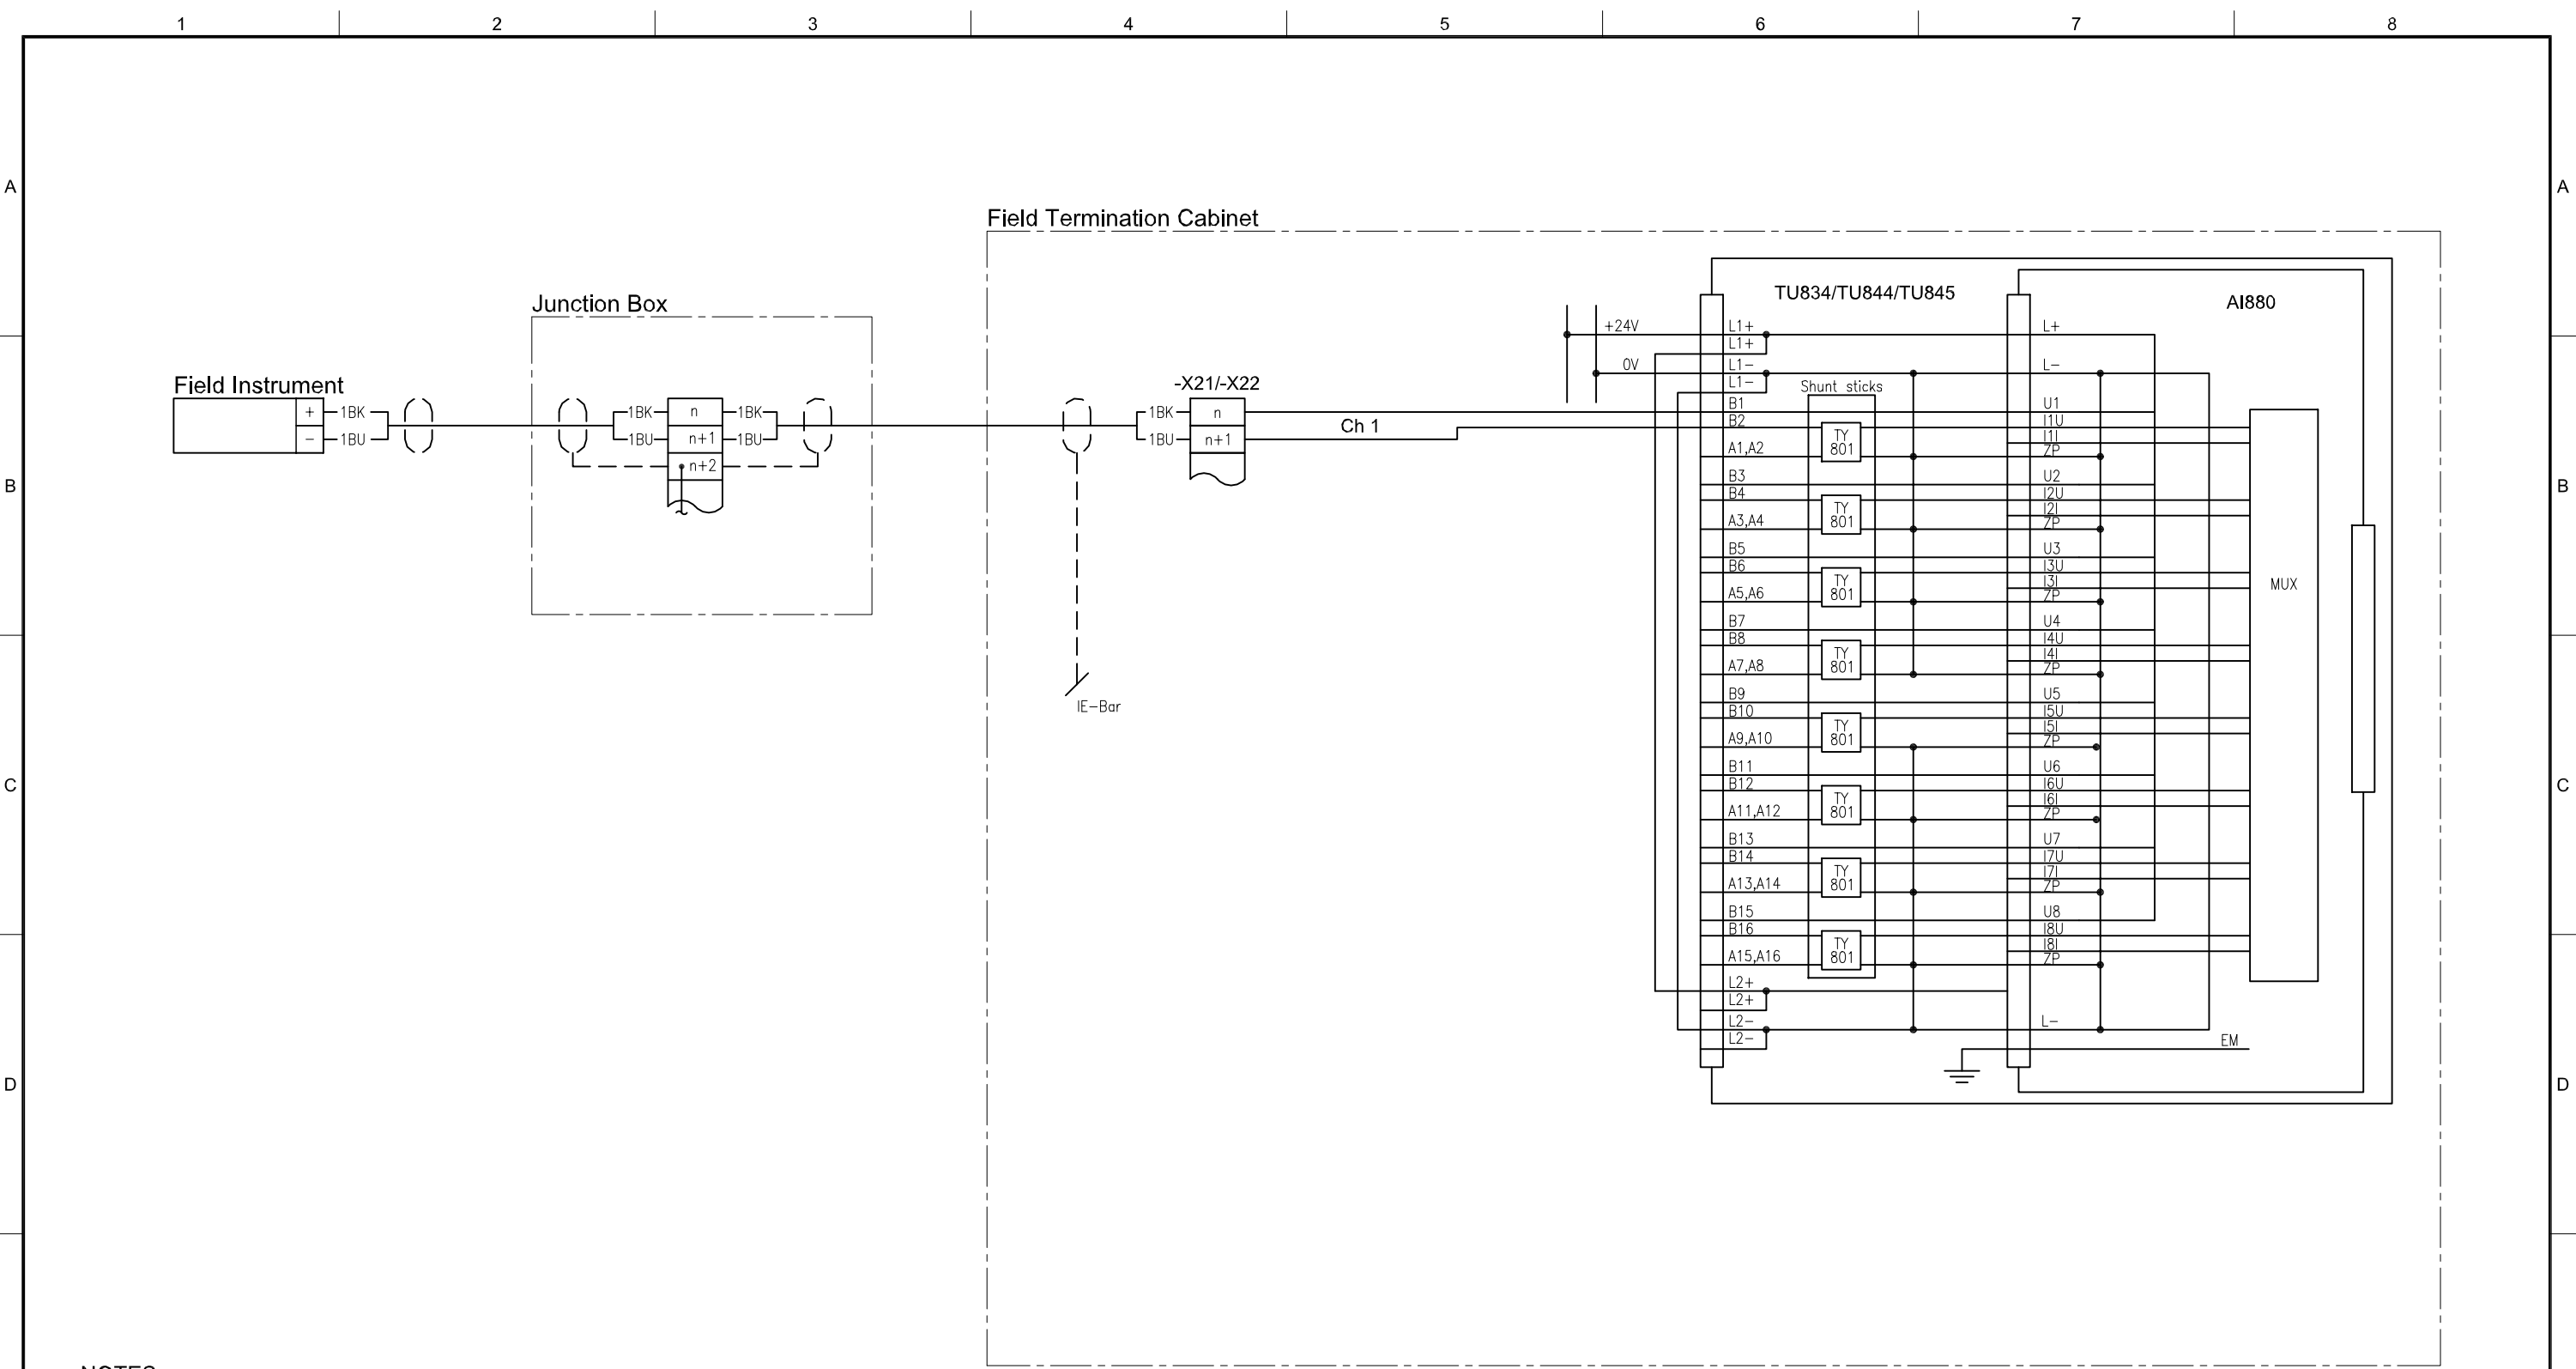 1 2 3 4 5 6 7 8
A A
Field Termination Cabinet
TU834/TU844/TU845
AI880
Junction Box
+24V L1+ L+
L1+
0V L1- L-
L1-
Field Instrument
-X21/-X22
Shunt sticks
+ 1BK 1BK n 1BK 1BK n
- 1BU 1BU n+1 1BU 1BU n+1
n+2
Ch 1
B1 U1
B2 I1U
TY
801
I1I
A1,A2 ZP
B3 U2
B B
B4 I2U
TY
801
I2I
A3,A4 ZP
B5 U3
B6 I3U
TY
801
I3I
MUX
A5,A6 ZP
B7 U4
B8 I4U
TY
801
I4I
A7,A8 ZP
B9 U5
IE-Bar
B10 I5U
TY
801
I5I
A9,A10 ZP
B11 U6
C C
B12 I6U
TY
801
I6I
A11,A12 ZP
B13 U7
B14 I7U
TY
801
I7I
A13,A14 ZP
B15 U8
B16 I8U
TY
801
I8I
A15,A16 ZP
L2+
L2+
L2- L-
L2-
EM
D D